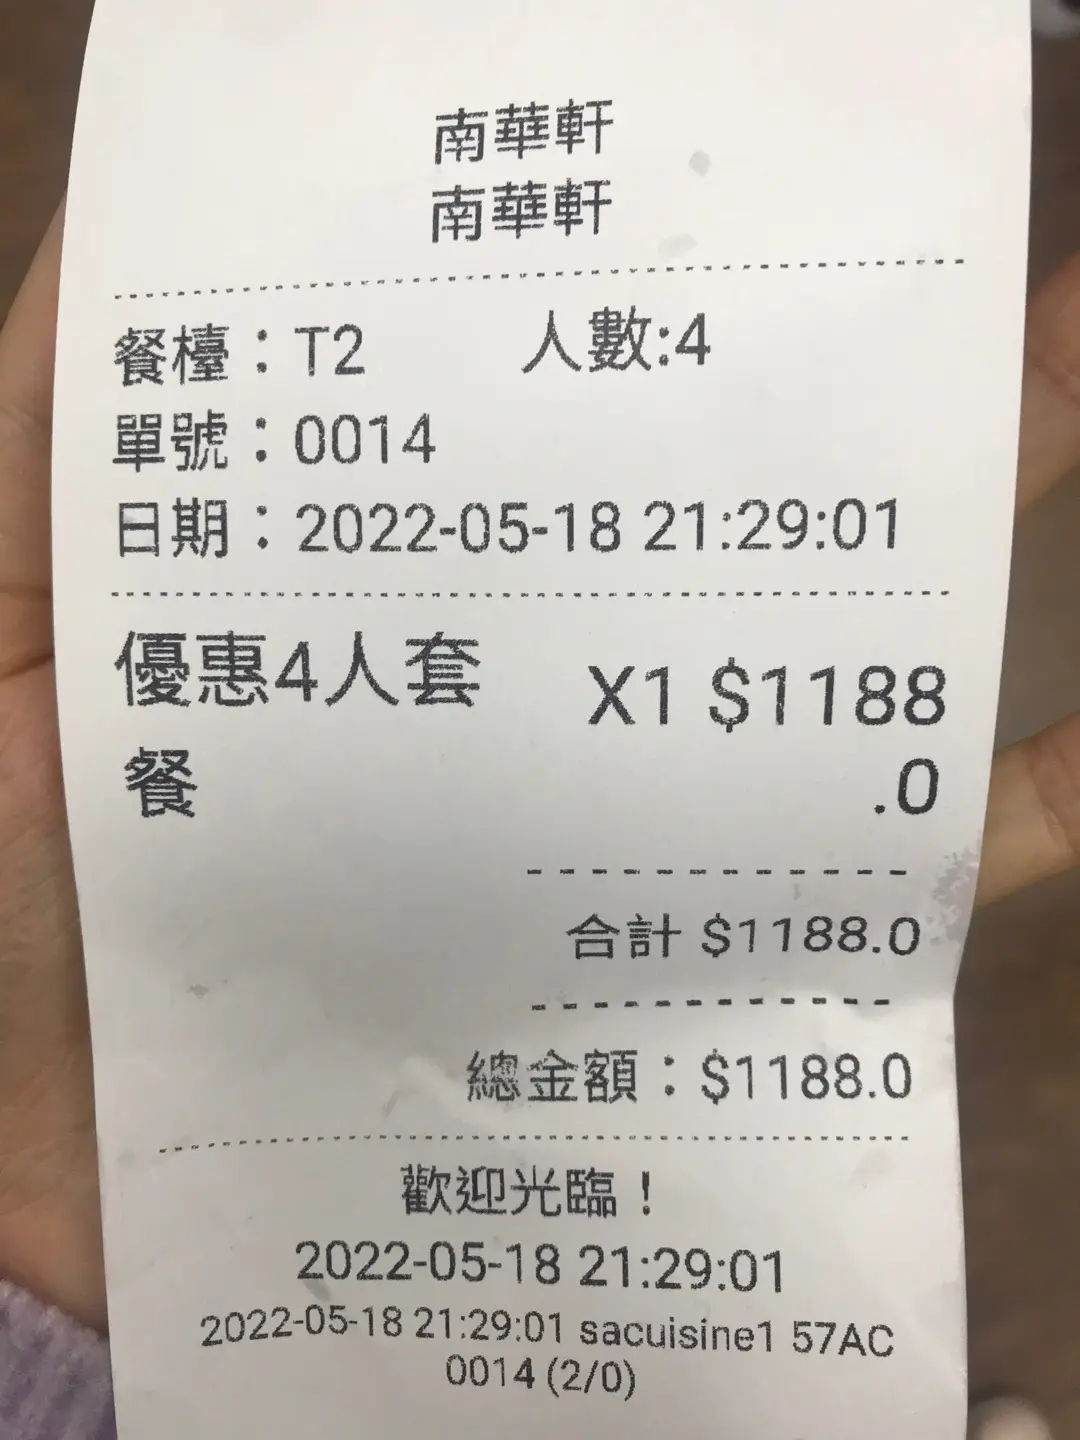 南華軒
南華軒
餐檯：T2 人數:4
單號：0014
日期：2022-05-18 21:29:01
優惠4人套 X1 $1188
餐 .0
合計 $1188.0
總金額：$1188.0
歡迎光臨！
2022-05-18 21:29:01
2022-05-18 21:29:01 sacuisine1 57AC
0014 (2/0)